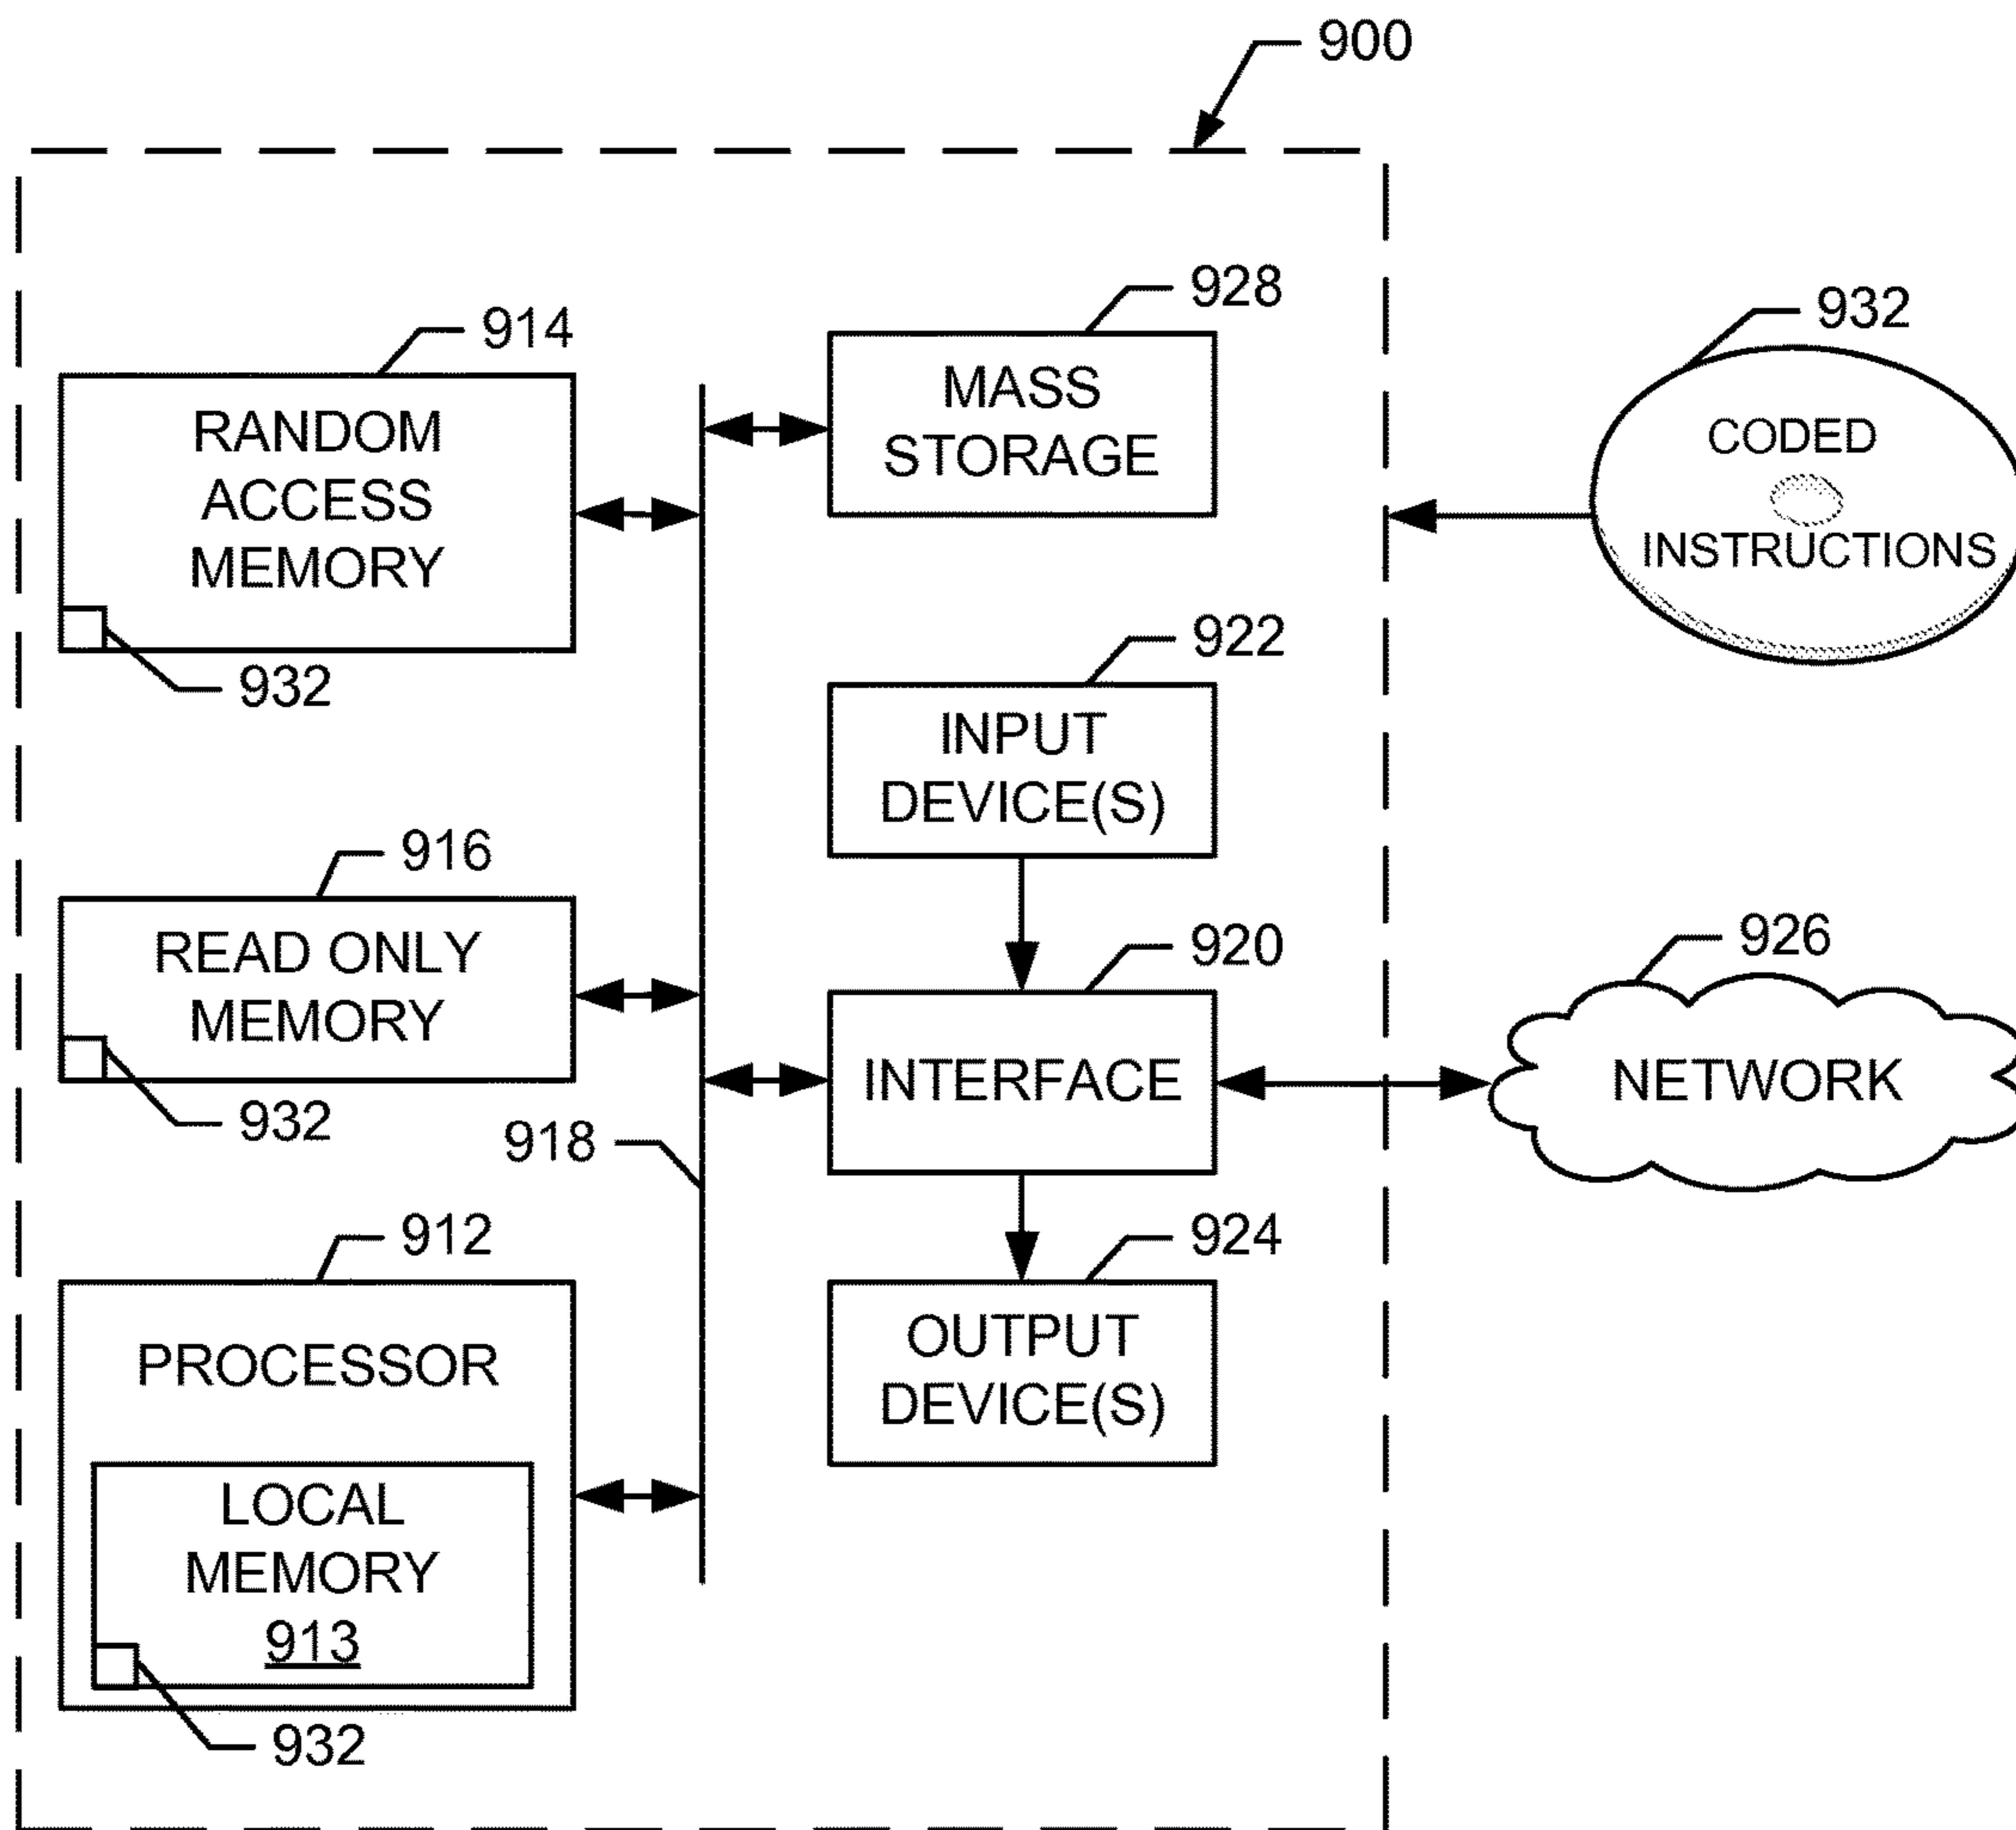 900
928
MASS
STORAGE
914
RANDOM
ACCESS
MEMORY
932
932
CODED
INSTRUCTIONS
922
INPUT
DEVICE(S)
916
READ ONLY
MEMORY
932
920
INTERFACE
926
NETWORK
918
912
PROCESSOR
LOCAL
MEMORY
913
932
924
OUTPUT
DEVICE(S)